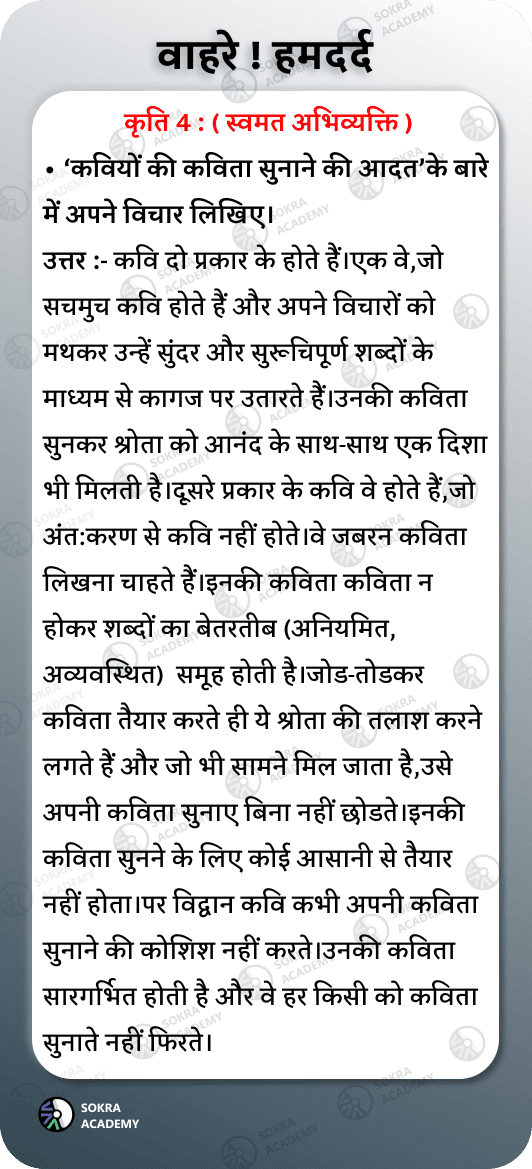 वाहरे ! हमदर्द
कृति 4 : ( स्वमत अभिव्यक्ति )
• ‘कवियों की कविता सुनाने की आदत’के बारे
में अपने विचार लिखिए।
उत्तर :- कवि दो प्रकार के होते हैं।एक वे,जो
सचमुच कवि होते हैं और अपने विचारों को
मथकर उन्हें सुंदर और सुरूचिपूर्ण शब्दों के
माध्यम से कागज पर उतारते हैं।उनकी कविता
सुनकर श्रोता को आनंद के साथ-साथ एक दिशा
भी मिलती है।दूसरे प्रकार के कवि वे होते हैं,जो
अंत:करण से कवि नहीं होते।वे जबरन कविता
लिखना चाहते हैं।इनकी कविता कविता न
होकर शब्दों का बेतरतीब (अनियमित,
अव्यवस्थित) समूह होती है।जोड-तोडकर
कविता तैयार करते ही ये श्रोता की तलाश करने
लगते हैं और जो भी सामने मिल जाता है,उसे
अपनी कविता सुनाए बिना नहीं छोडते।इनकी
कविता सुनने के लिए कोई आसानी से तैयार
नहीं होता।पर विद्वान कवि कभी अपनी कविता
सुनाने की कोशिश नहीं करते।उनकी कविता
सारगर्भित होती है और वे हर किसी को कविता
सुनाते नहीं फिरते।
SOKRA
ACADEMY